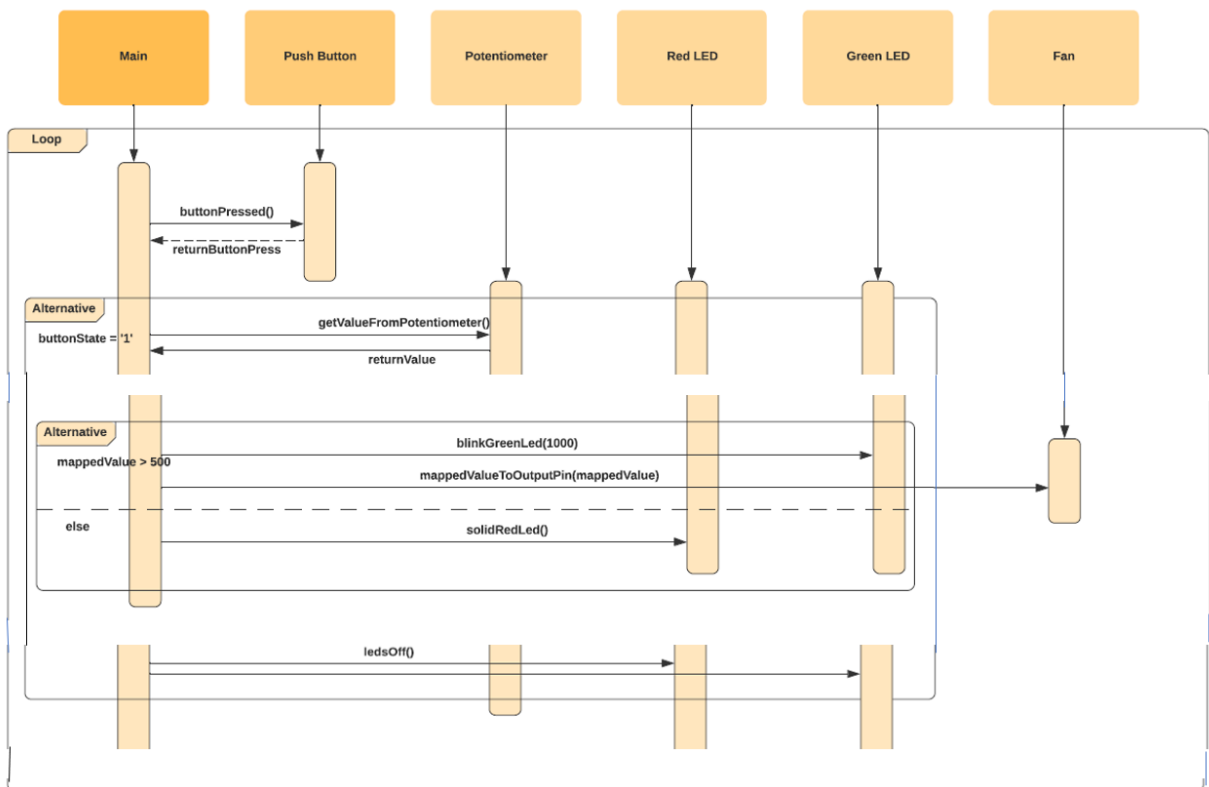 Main
Push Button
Potentiometer
Red LED
Green LED
Fan
Loop
buttonPressed()
returnButtonPress
Alternative
getValueFromPotentiometer()
buttonState = '1'
returnValue
Alternative
blinkGreenLed(1000)
mappedValue > 500
mappedValueToOutputPin(mappedValue)
else
solidRedLed()
ledsOff()